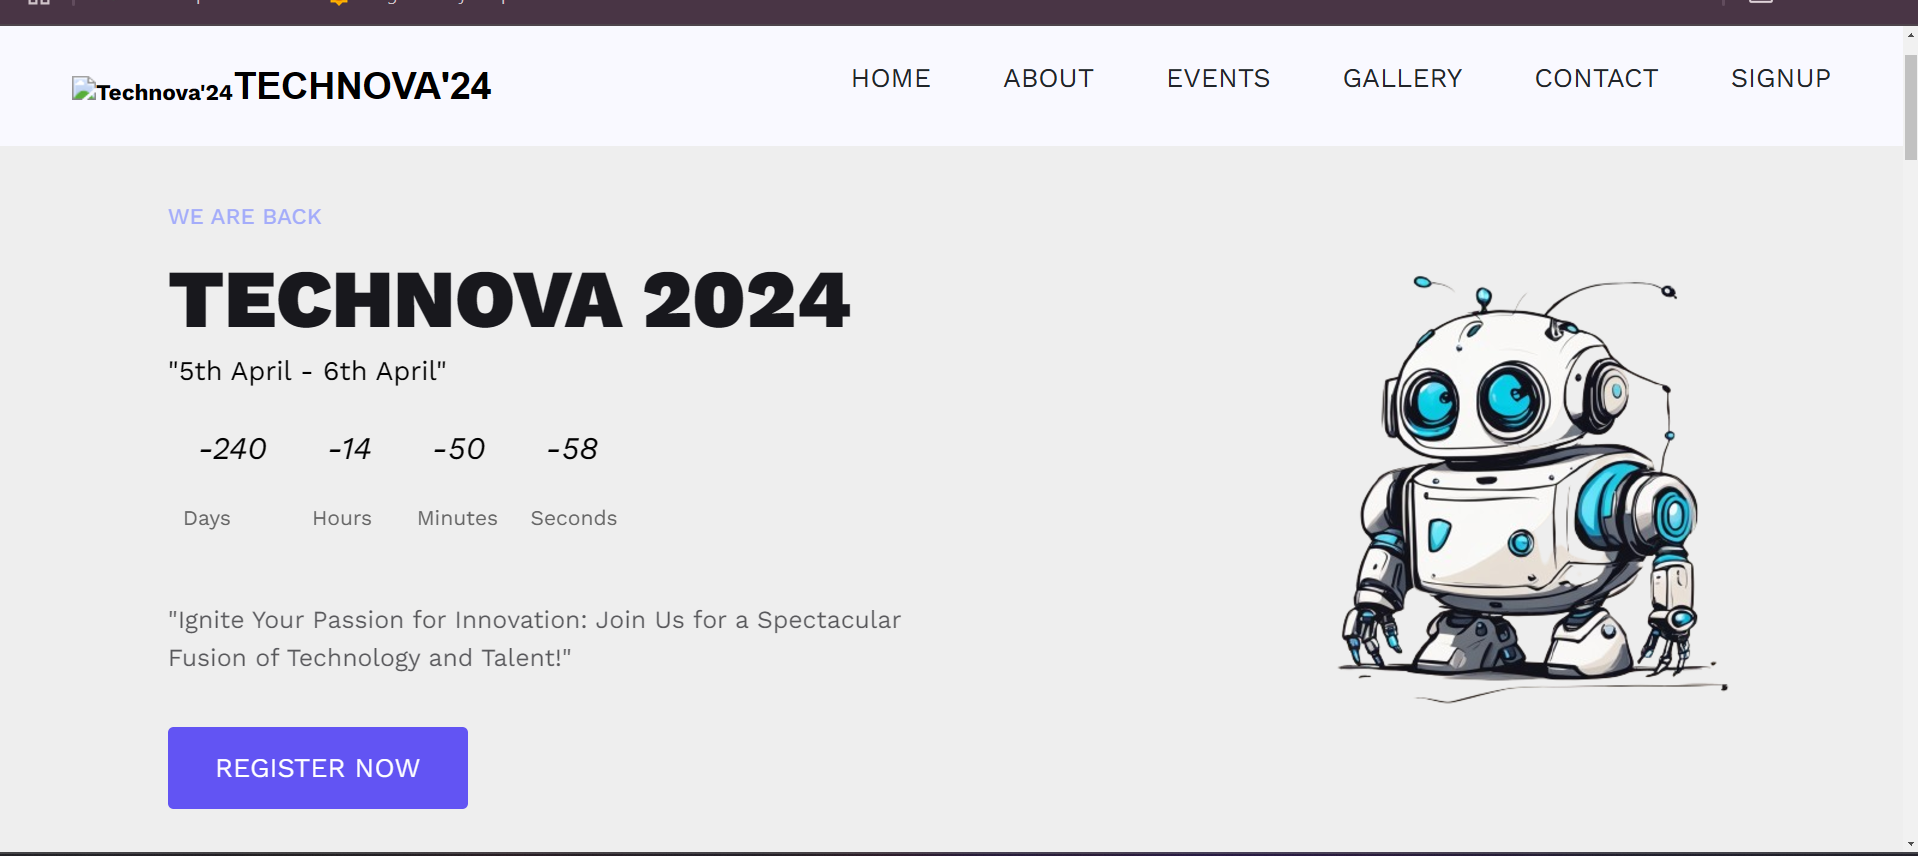 Technova'24 TECHNOVA'24
HOME ABOUT EVENTS GALLERY CONTACT SIGNUP
WE ARE BACK
TECHNOVA 2024
"5th April - 6th April"
-240 -14 -50 -58
Days Hours Minutes Seconds
"Ignite Your Passion for Innovation: Join Us for a Spectacular
Fusion of Technology and Talent!"
REGISTER NOW